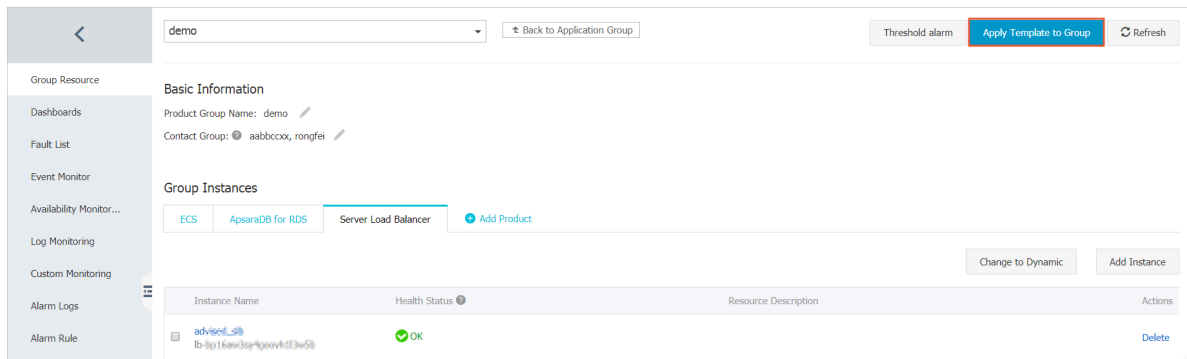 demo
Back to Application Group
Threshold alarm
Apply Template to Group
Refresh
Group Resource
Dashboards
Fault List
Event Monitor
Availability Monitor...
Log Monitoring
Custom Monitoring
Alarm Logs
Alarm Rule
Basic Information
Product Group Name: demo
Contact Group: aabbccxx, rongfei
Group Instances
ECS
ApsaraDB for RDS
Server Load Balancer
Add Product
Change to Dynamic
Add Instance
Instance Name
Health Status
Resource Description
Actions
OK
Delete